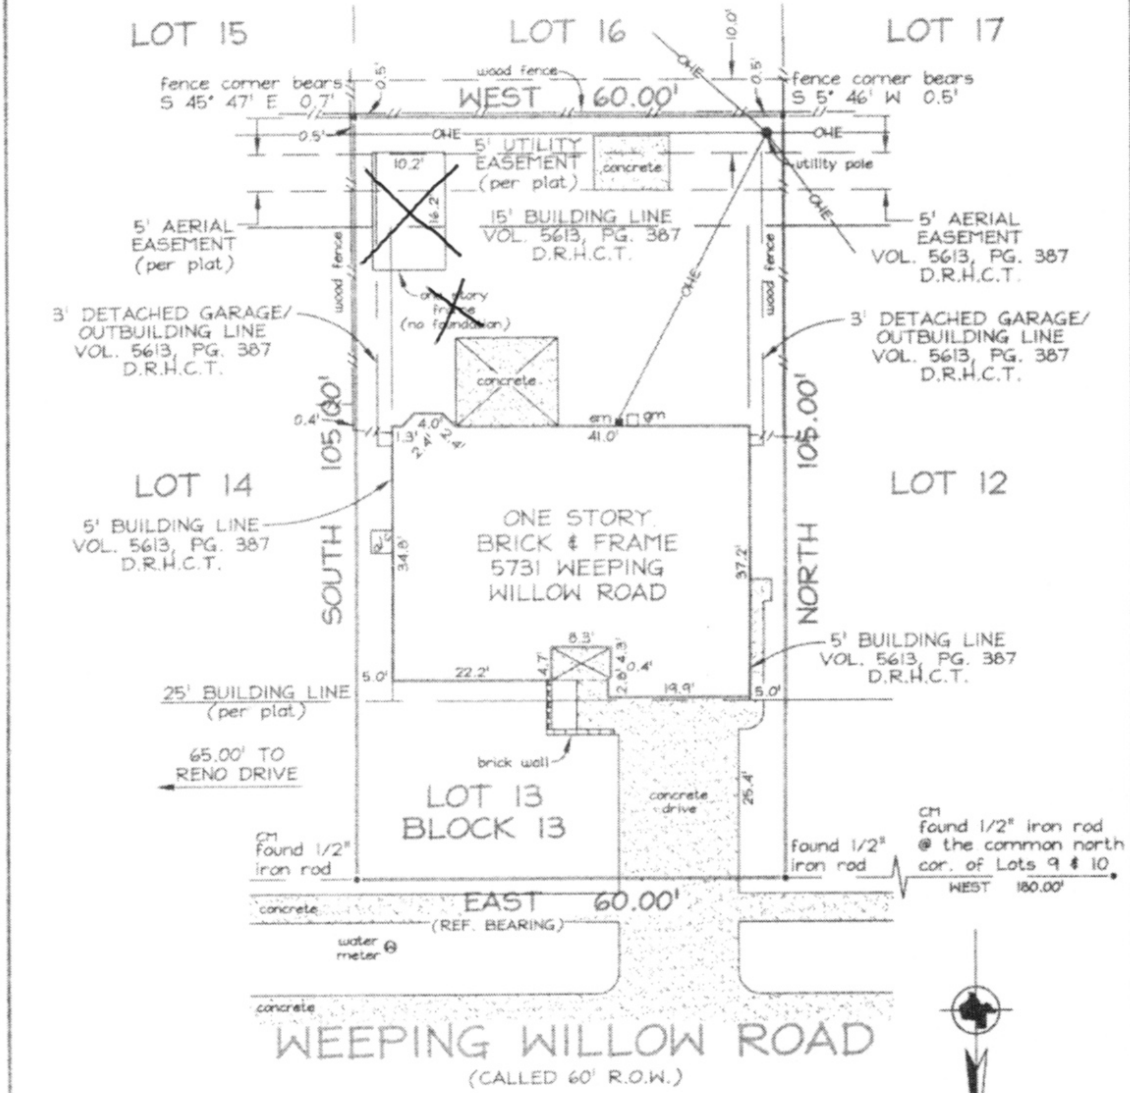 LOT 15
LOT 16
LOT 17
10.0'
OHE
wood fence
0.5'
0.5'
fence corner bears
S 45° 47' E 0.7'
fence corner bears
S 5° 46' W 0.5'
WEST 60.00'
0.5'
OHE
OHE
5' UTILITY
EASEMENT
(per plat)
concrete
utility pole
10.2'
16.2'
OHE
15' BUILDING LINE
VOL. 5613, PG. 387
D.R.H.C.T.
5' AERIAL
EASEMENT
(per plat)
5' AERIAL
EASEMENT
VOL. 5613, PG. 387
D.R.H.C.T.
wood fence
wood fence
OHE
one story
frame
(no foundation)
3' DETACHED GARAGE/
OUTBUILDING LINE
VOL. 5613, PG. 387
D.R.H.C.T.
3' DETACHED GARAGE/
OUTBUILDING LINE
VOL. 5613, PG. 387
D.R.H.C.T.
concrete
0.4'
4.0'
1.3'
2.4'
2.4'
em
gm
41.0'
SOUTH 105.00'
NORTH 105.00'
LOT 14
LOT 12
5' BUILDING LINE
VOL. 5613, PG. 387
D.R.H.C.T.
34.8'
ONE STORY
BRICK & FRAME
5731 WEEPING
WILLOW ROAD
37.2'
8.3'
4.7'
4.3'
0.4'
2.8'
5' BUILDING LINE
VOL. 5613, PG. 387
D.R.H.C.T.
5.0'
22.2'
19.9'
5.0'
25' BUILDING LINE
(per plat)
65.00' TO
RENO DRIVE
brick wall
LOT 13
BLOCK 13
concrete
drive
25.4'
CM
found 1/2"
iron rod
found 1/2"
iron rod
CM
found 1/2" iron rod
@ the common north
cor. of Lots 9 & 10
WEST 180.00'
EAST 60.00'
(REF. BEARING)
concrete
water
meter
concrete
WEEPING WILLOW ROAD
(CALLED 60' R.O.W.)